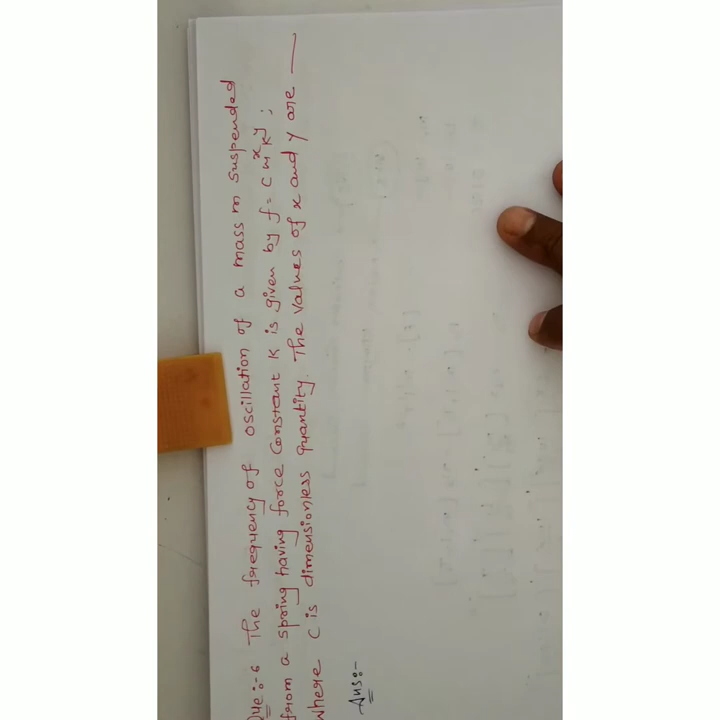 Que:-6 The frequency of oscillation of a mass m suspended
from a spring having force constant K is given by f = c m^x K^y ;
where c is dimensionless quantity. The values of x and y are —
Ans:-